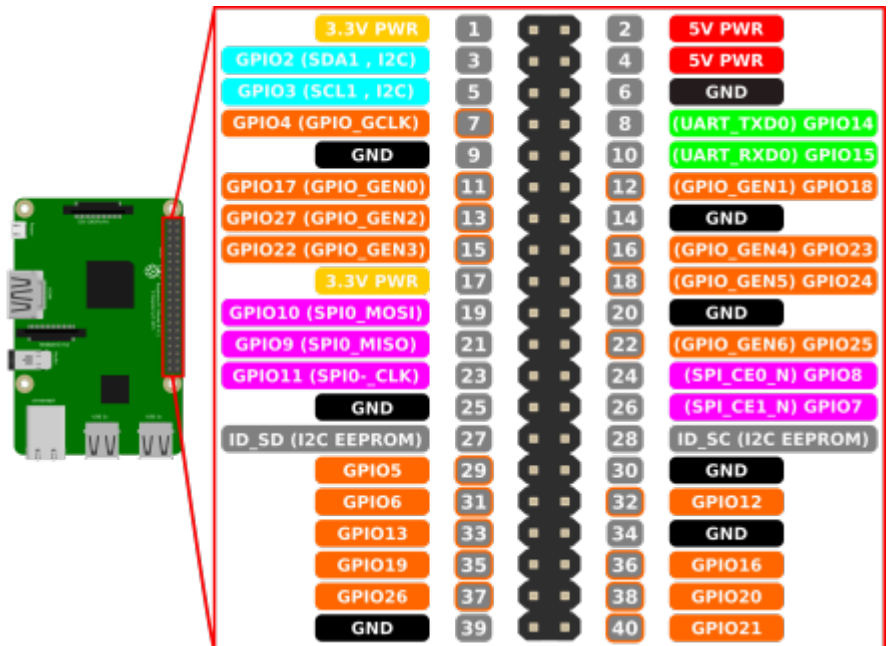 3.3V PWR 1 2 5V PWR
GPIO2 (SDA1 , I2C) 3 4 5V PWR
GPIO3 (SCL1 , I2C) 5 6 GND
GPIO4 (GPIO_GCLK) 7 8 (UART_TXD0) GPIO14
GND 9 10 (UART_RXD0) GPIO15
GPIO17 (GPIO_GEN0) 11 12 (GPIO_GEN1) GPIO18
GPIO27 (GPIO_GEN2) 13 14 GND
GPIO22 (GPIO_GEN3) 15 16 (GPIO_GEN4) GPIO23
3.3V PWR 17 18 (GPIO_GEN5) GPIO24
GPIO10 (SPI0_MOSI) 19 20 GND
GPIO9 (SPI0_MISO) 21 22 (GPIO_GEN6) GPIO25
GPIO11 (SPI0-_CLK) 23 24 (SPI_CE0_N) GPIO8
GND 25 26 (SPI_CE1_N) GPIO7
ID_SD (I2C EEPROM) 27 28 ID_SC (I2C EEPROM)
GPIO5 29 30 GND
GPIO6 31 32 GPIO12
GPIO13 33 34 GND
GPIO19 35 36 GPIO16
GPIO26 37 38 GPIO20
GND 39 40 GPIO21